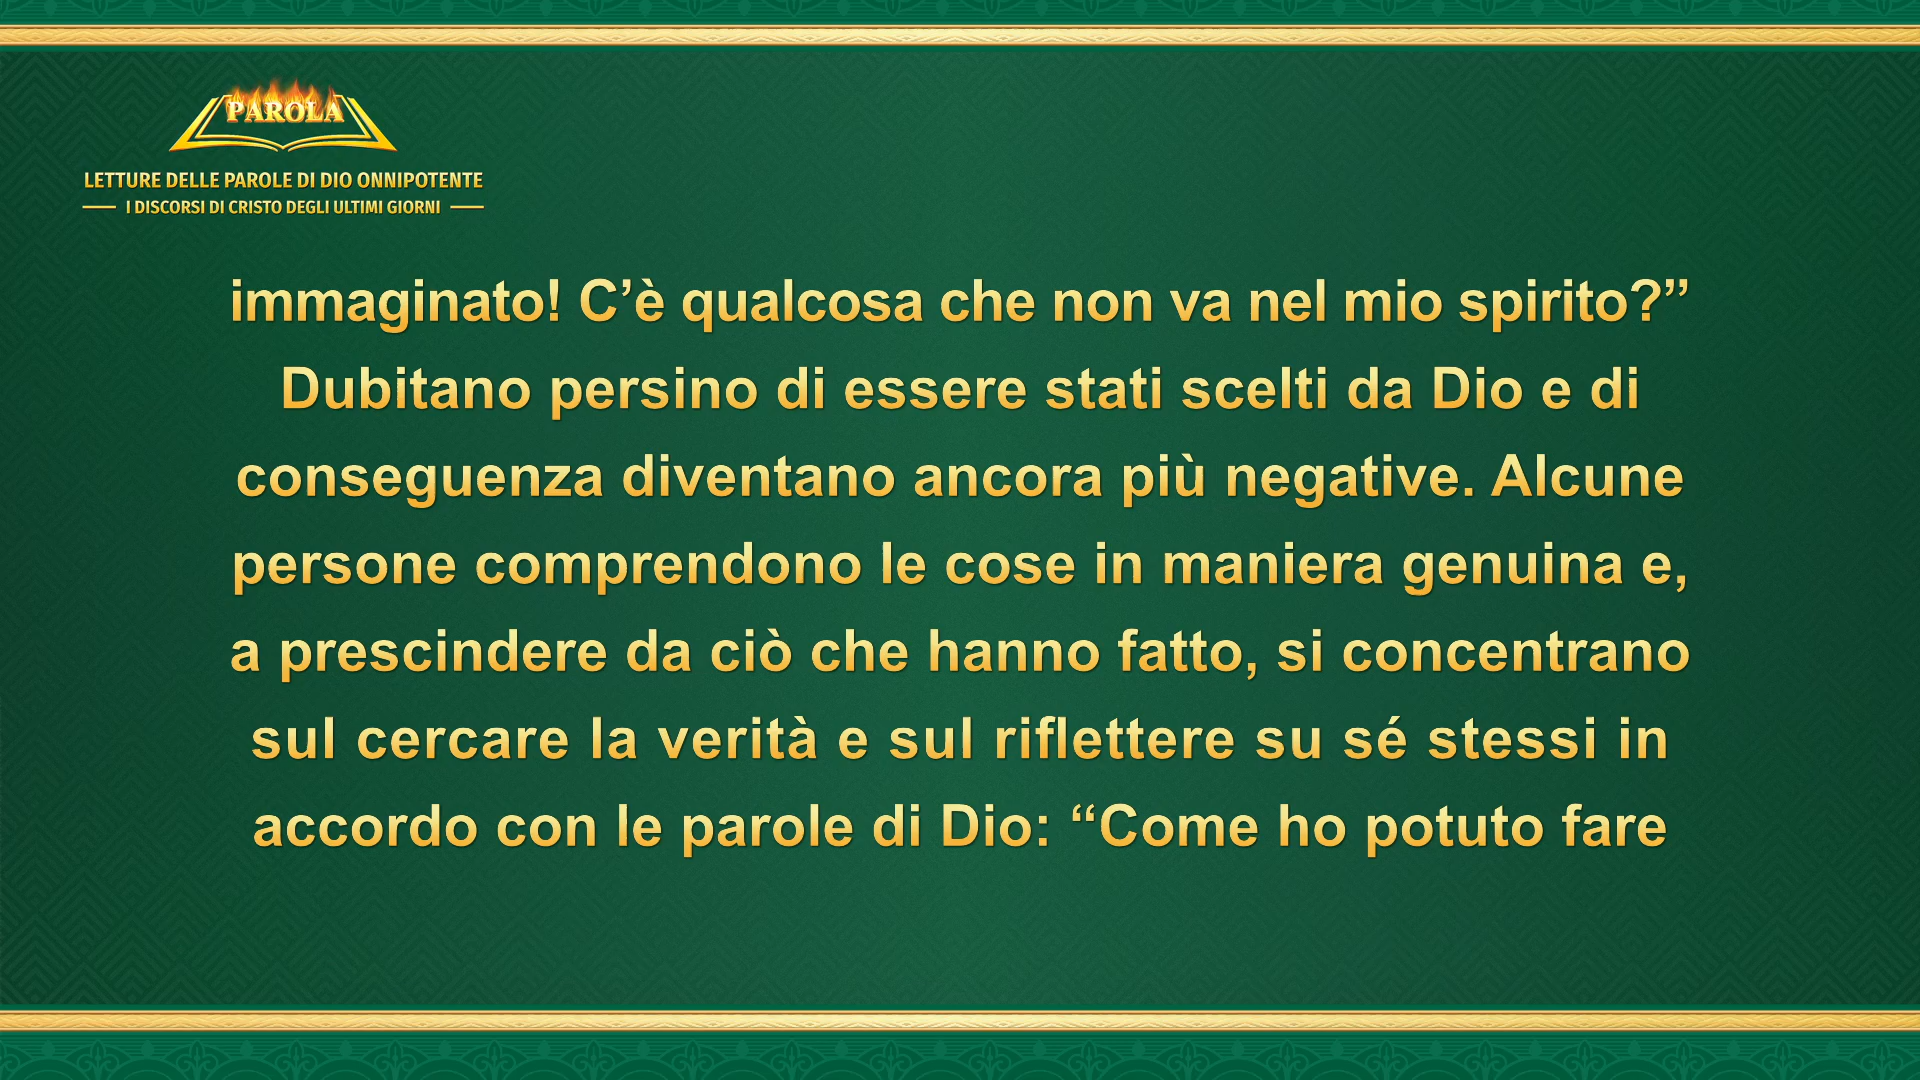 PAROLA
LETTURE DELLE PAROLE DI DIO ONNIPOTENTE
I DISCORSI DI CRISTO DEGLI ULTIMI GIORNI
immaginato! C’è qualcosa che non va nel mio spirito?”
Dubitano persino di essere stati scelti da Dio e di
conseguenza diventano ancora più negative. Alcune
persone comprendono le cose in maniera genuina e,
a prescindere da ciò che hanno fatto, si concentrano
sul cercare la verità e sul riflettere su sé stessi in
accordo con le parole di Dio: “Come ho potuto fare